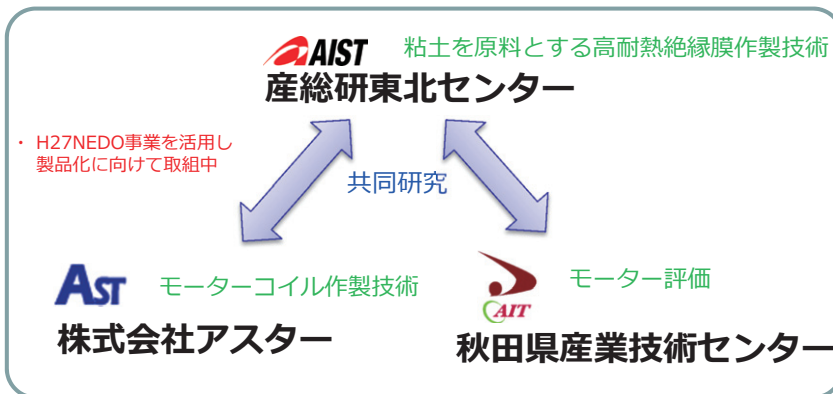 AIST 粘土を原料とする高耐熱絶縁膜作製技術
産総研東北センター
・ H27NEDO事業を活用し
製品化に向けて取組中
共同研究
AST モーターコイル作製技術
株式会社アスター
AIT モーター評価
秋田県産業技術センター